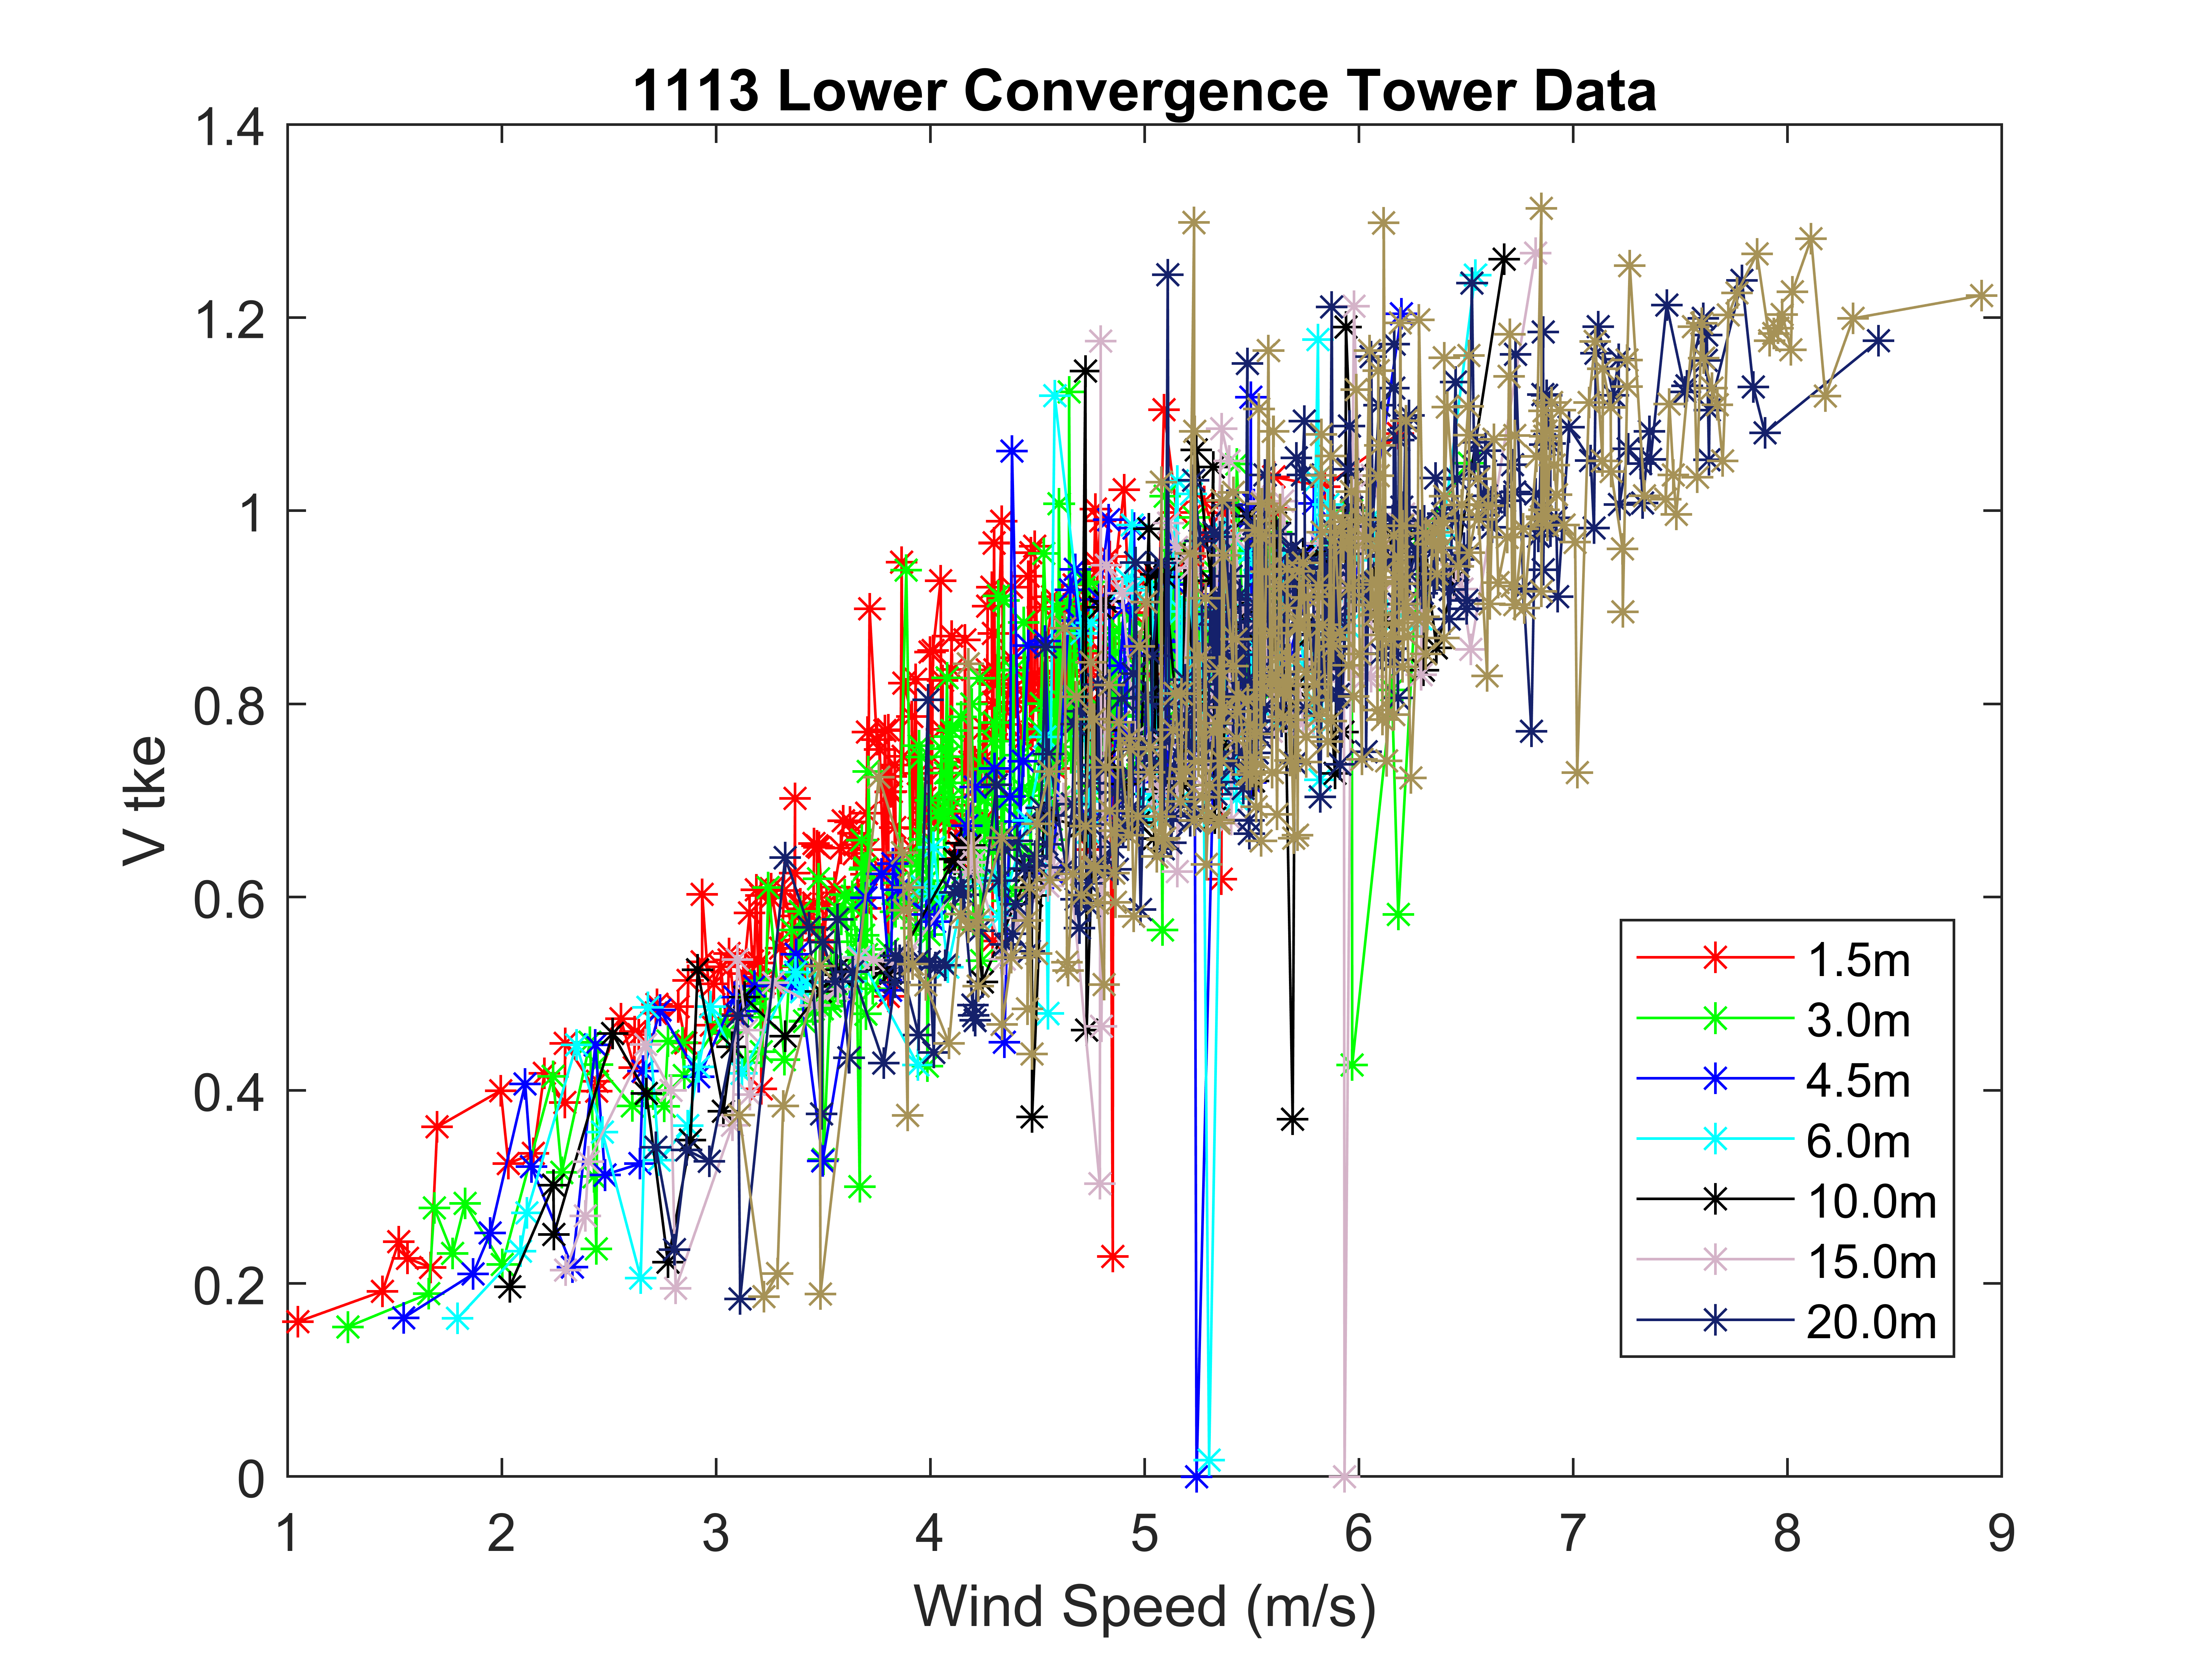 1113 Lower Convergence Tower Data
1.4
1.2
1
0.8
0.6
0.4
0.2
0
V tke
1 2 3 4 5 6 7 8 9
Wind Speed (m/s)
1.5m
3.0m
4.5m
6.0m
10.0m
15.0m
20.0m